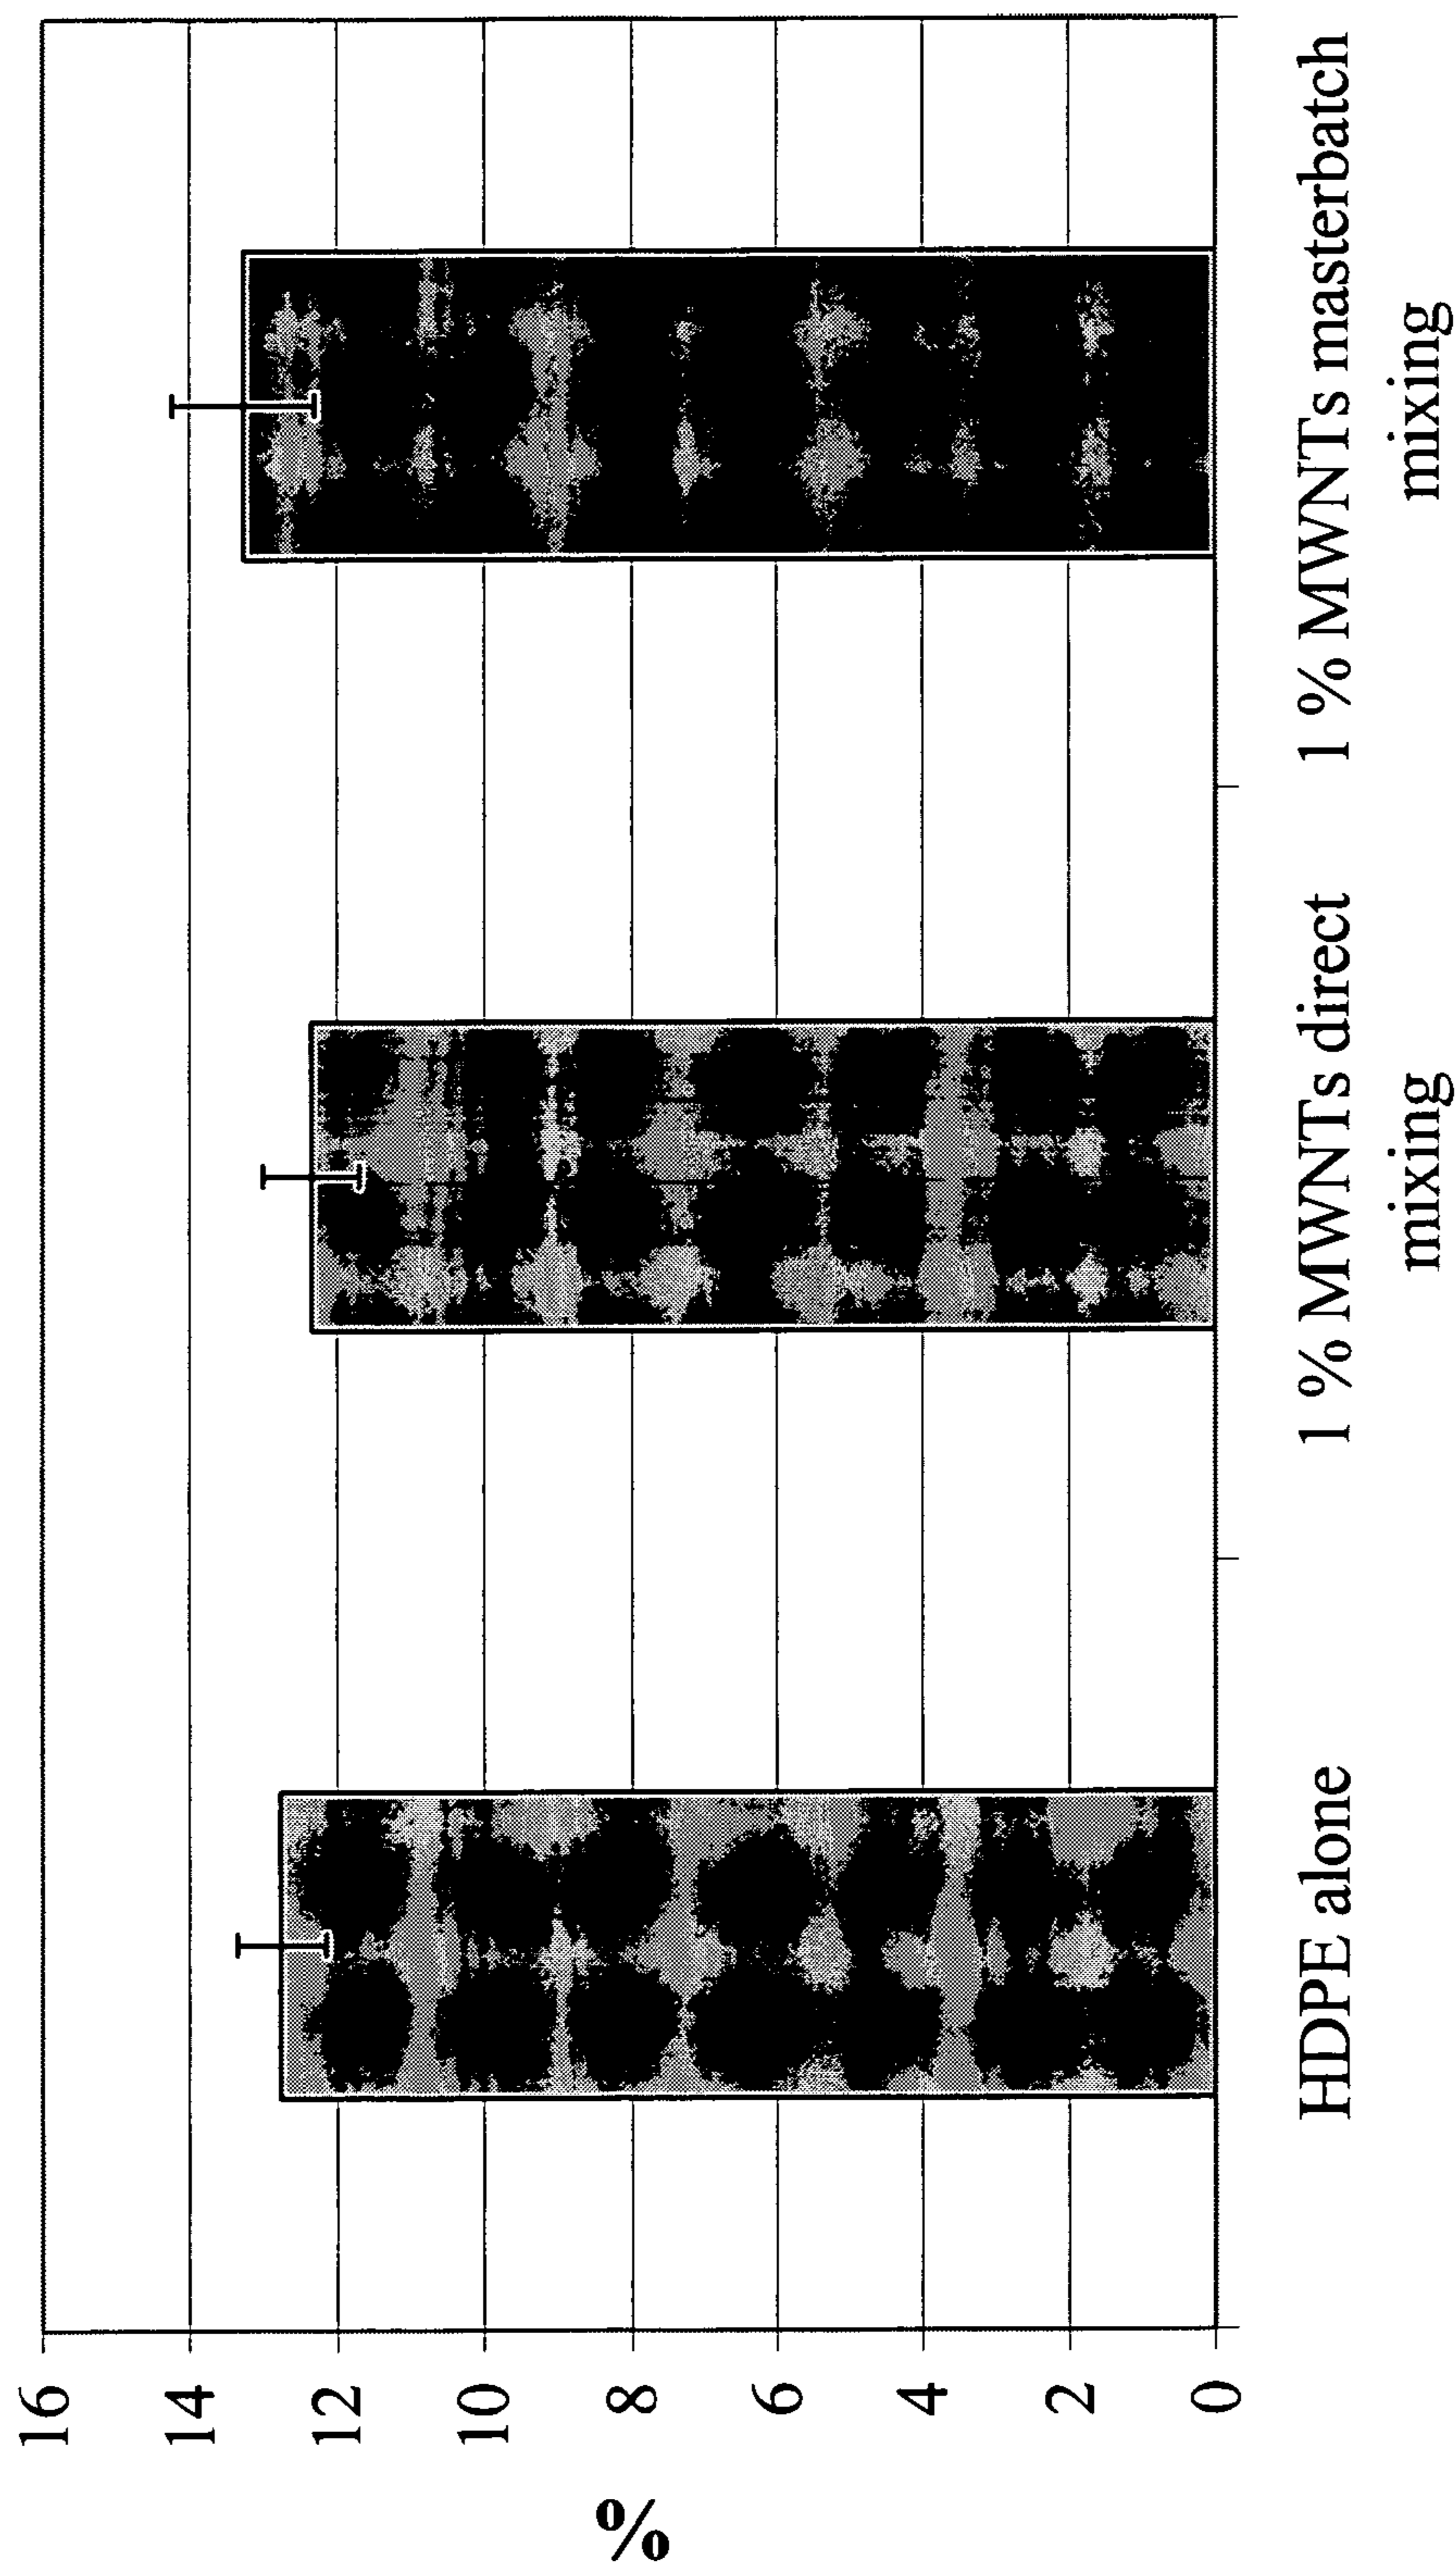 %
16
14
12
10
8
6
4
2
0
HDPE alone
1 % MWNTs direct
mixing
1 % MWNTs masterbatch
mixing